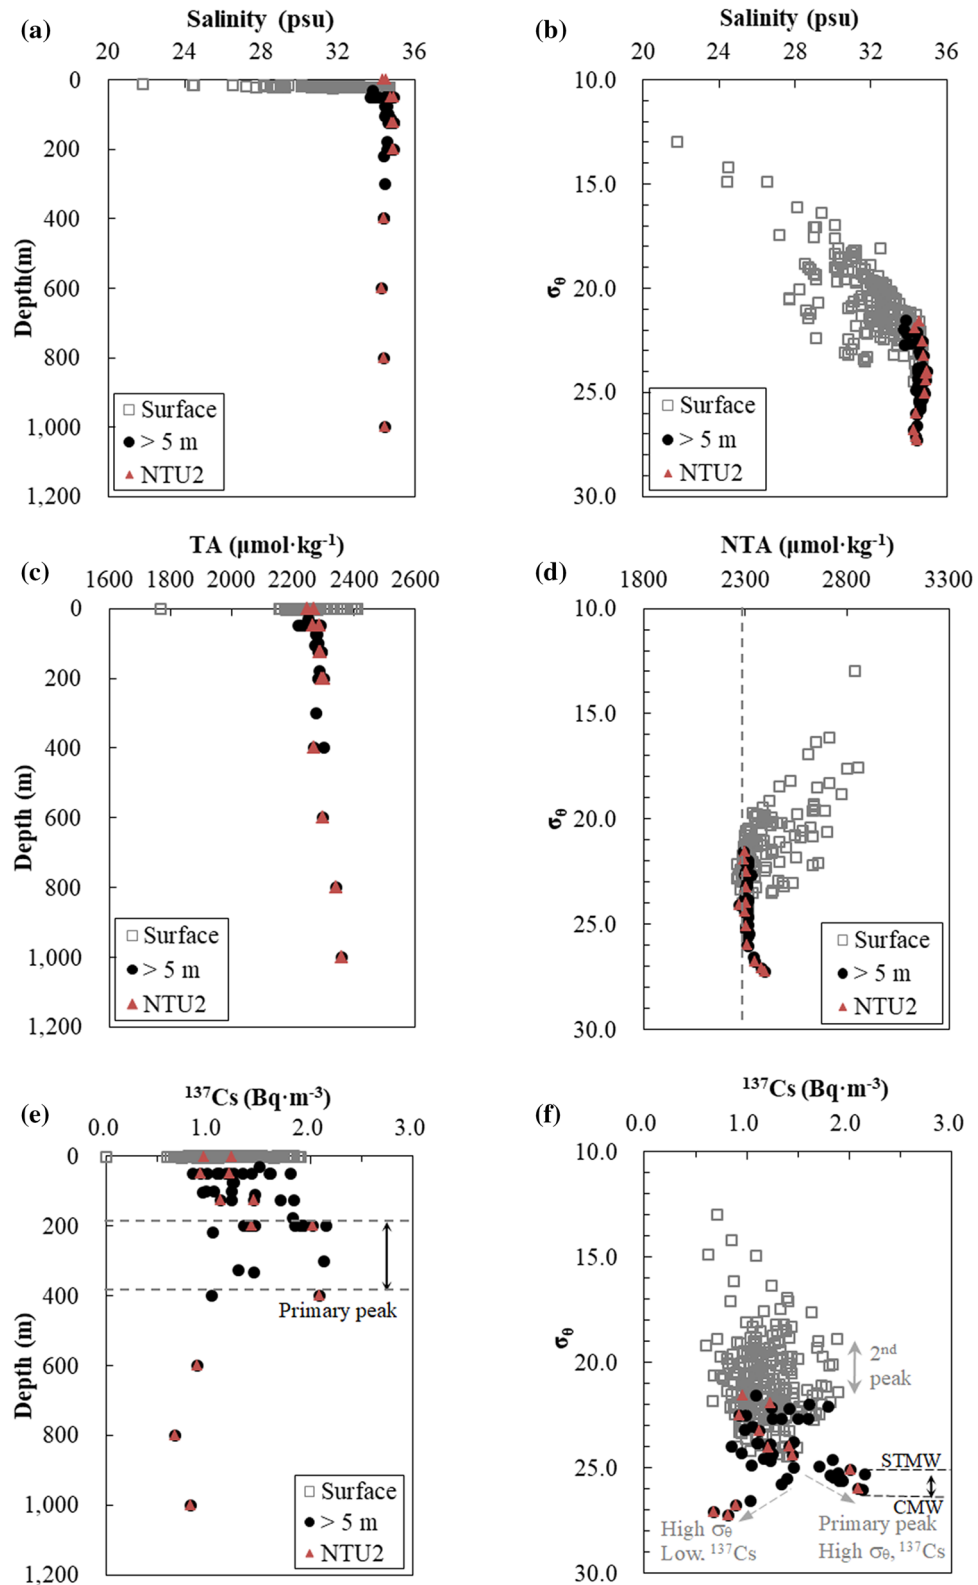 (a)
Salinity (psu)
20 24 28 32 36
0
200
400
600
800
1,000
1,200
Depth(m)
Surface
> 5 m
NTU2
(b)
Salinity (psu)
20 24 28 32 36
10.0
15.0
20.0
25.0
30.0
σθ
Surface
> 5 m
NTU2
(c)
TA (μmol·kg-1)
1600 1800 2000 2200 2400 2600
0
200
400
600
800
1,000
1,200
Depth (m)
Surface
> 5 m
NTU2
(d)
NTA (μmol·kg-1)
1800 2300 2800 3300
10.0
15.0
20.0
25.0
30.0
σθ
Surface
> 5 m
NTU2
(e)
137Cs (Bq·m-3)
0.0 1.0 2.0 3.0
0
200
400
600
800
1,000
1,200
Depth (m)
Primary peak
Surface
> 5 m
NTU2
(f)
137Cs (Bq·m-3)
0.0 1.0 2.0 3.0
10.0
15.0
20.0
25.0
30.0
σθ
2nd
peak
STMW
CMW
High σθ
Low. 137Cs
Primary peak
High σθ, 137Cs